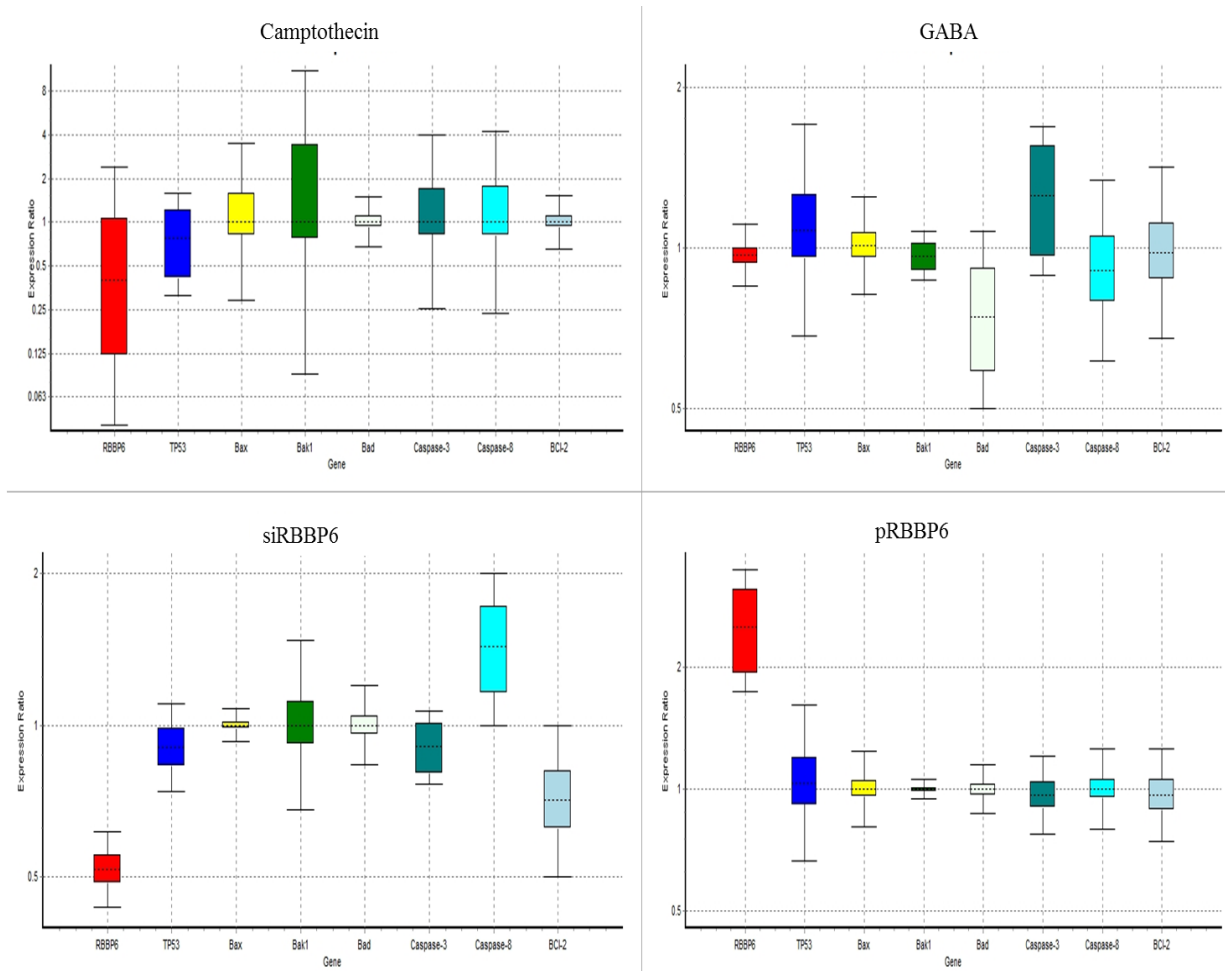 Camptothecin
Expression Ratio
8
4
2
1
0.5
0.25
0.125
0.063
RBBP6 TP53 Bax Bak1 Bad Caspase-3 Caspase-8 BCl-2
Gene
GABA
Expression Ratio
2
1
0.5
RBBP6 TP53 Bax Bak1 Bad Caspase-3 Caspase-8 BCl-2
Gene
siRBBP6
Expression Ratio
2
1
0.5
RBBP6 TP53 Bax Bak1 Bad Caspase-3 Caspase-8 BCl-2
Gene
pRBBP6
Expression Ratio
2
1
0.5
RBBP6 TP53 Bax Bak1 Bad Caspase-3 Caspase-8 BCl-2
Gene